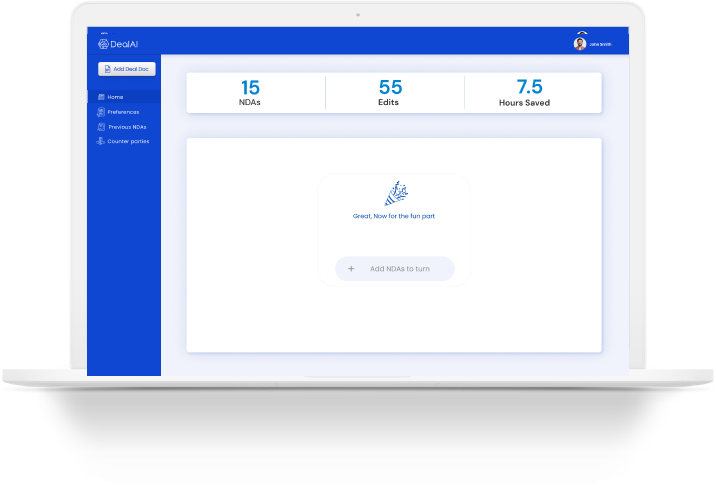 DealAI
Jane Smith
Add Deal Doc
Home
Preferences
Previous NDAs
Counter parties
15
NDAs
55
Edits
7.5
Hours Saved
Great, Now for the fun part
+ Add NDAs to turn